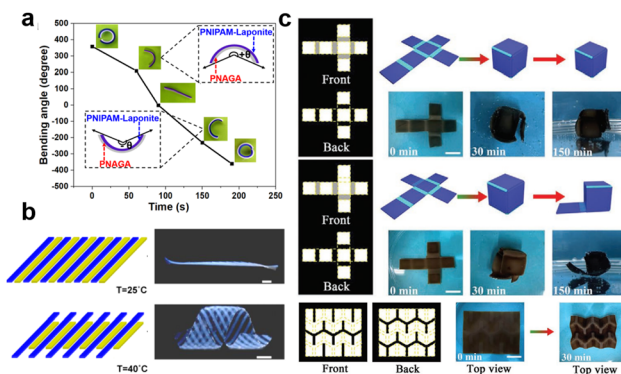 a
Bending angle (degree)
500
400
300
200
100
0
-100
-200
-300
-400
-500
0
50
100
150
200
250
Time (s)
PNIPAM-Laponite
+θ
PNAGA
PNIPAM-Laponite
-θ
PNAGA
b
T=25°C
T=40°C
c
Front
Back
0 min
30 min
150 min
Front
Back
0 min
30 min
150 min
Front
Back
0 min
Top view
30 min
Top view